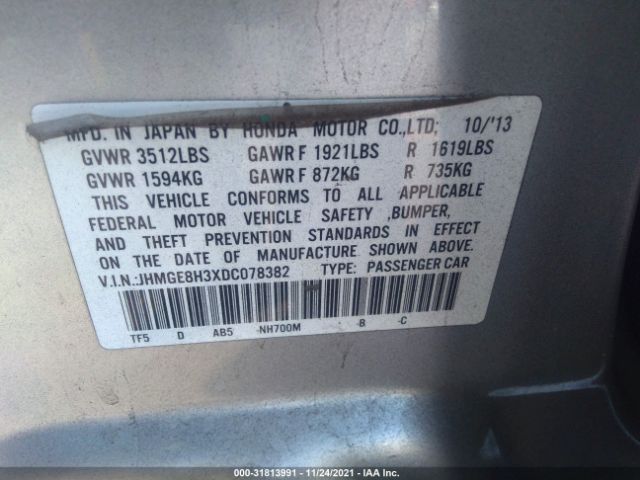 MFD. IN JAPAN BY HONDA MOTOR CO.,LTD; 10/'13
GVWR 3512LBS GAWR F 1921LBS R 1619LBS
GVWR 1594KG GAWR F 872KG R 735KG
THIS VEHICLE CONFORMS TO ALL APPLICABLE
FEDERAL MOTOR VEHICLE SAFETY ,BUMPER,
AND THEFT PREVENTION STANDARDS IN EFFECT
ON THE DATE OF MANUFACTURE SHOWN ABOVE.
V.I.N.:JHMGE8H3XDC078382 TYPE: PASSENGER CAR
TF5 D AB5 -NH700M -B -C
000-31813991 - 11/24/2021 - IAA Inc.